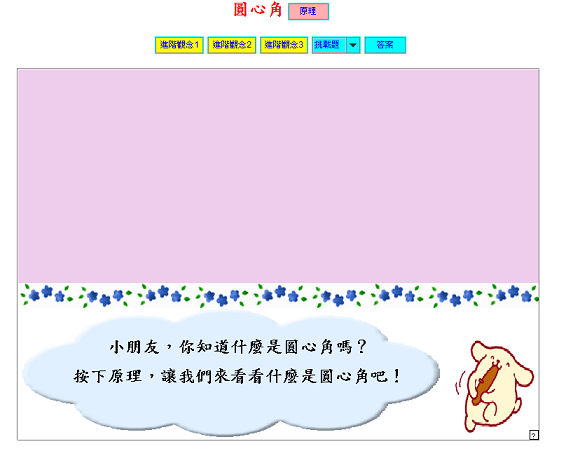 圓心角 原理
進階觀念1 進階觀念2 進階觀念3 挑戰題 答案
小朋友，你知道什麼是圓心角嗎？
按下原理，讓我們來看看什麼是圓心角吧！
?